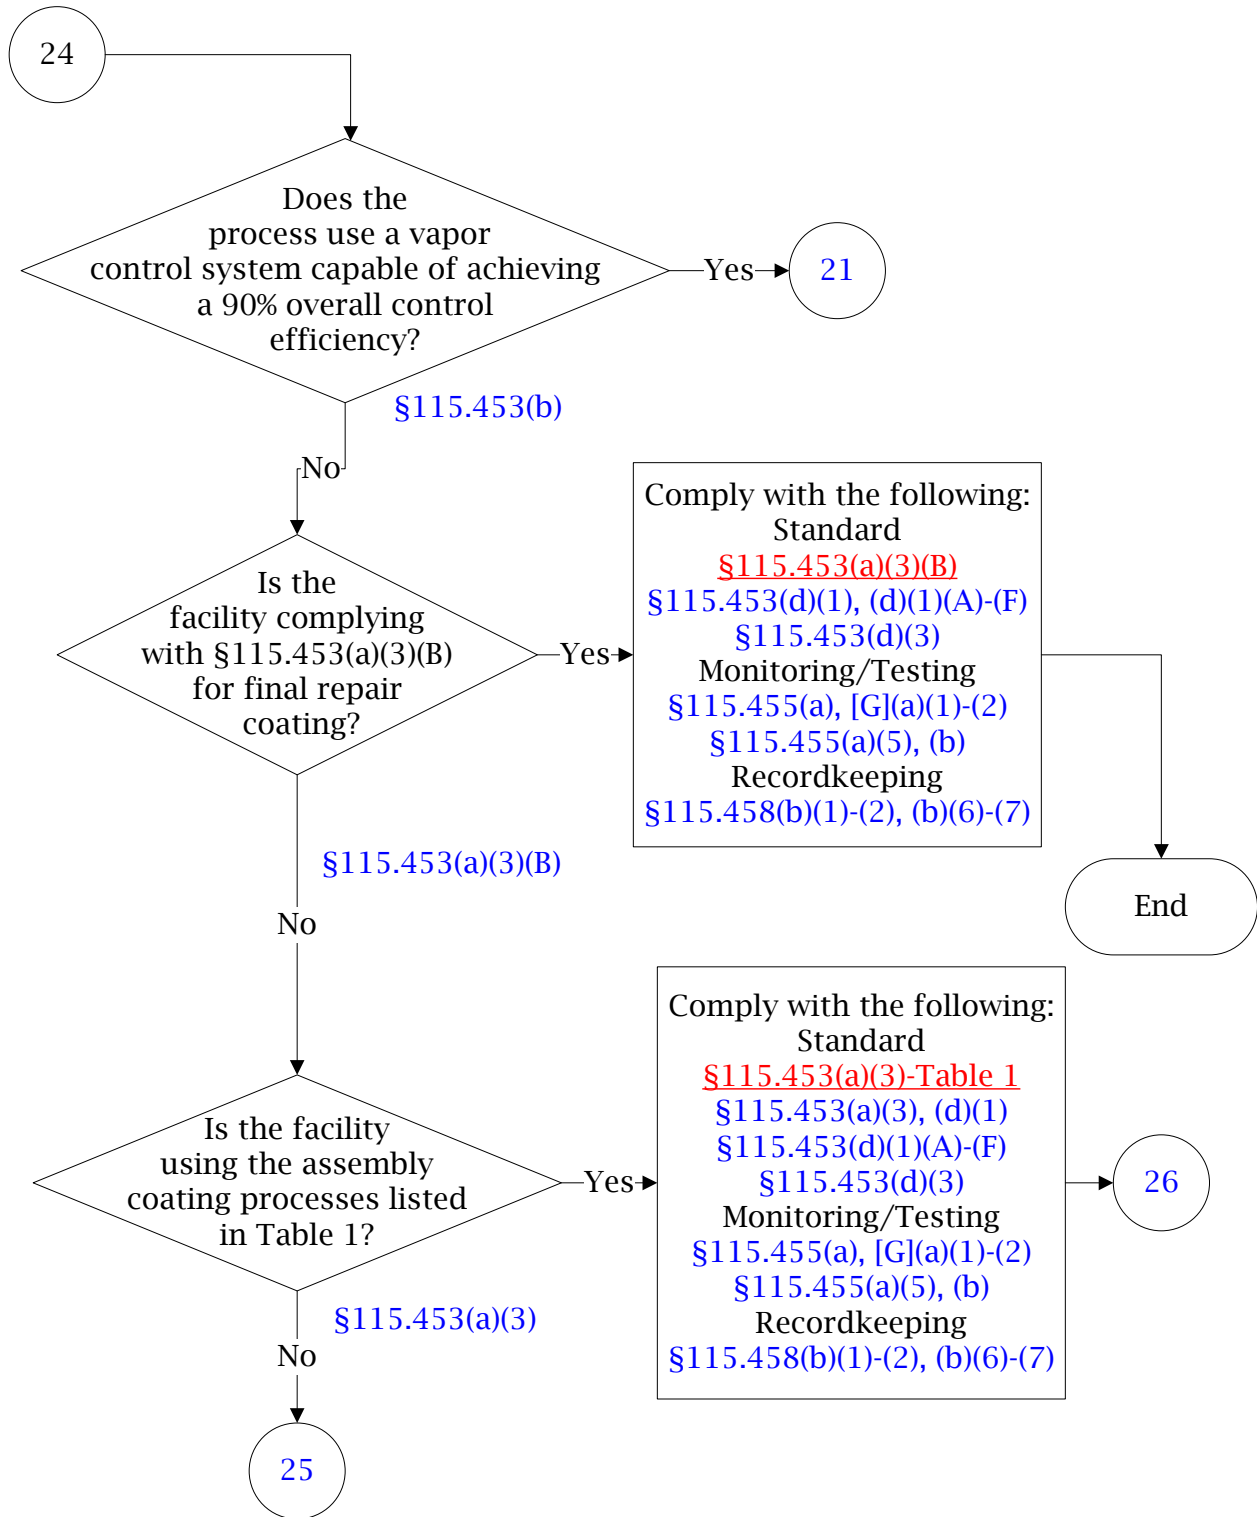 24
Does the
process use a vapor
control system capable of achieving
a 90% overall control
efficiency?
Yes
21
§115.453(b)
No
Is the
facility complying
with §115.453(a)(3)(B)
for final repair
coating?
Yes
Comply with the following:
Standard
§115.453(a)(3)(B)
§115.453(d)(1), (d)(1)(A)-(F)
§115.453(d)(3)
Monitoring/Testing
§115.455(a), [G](a)(1)-(2)
§115.455(a)(5), (b)
Recordkeeping
§115.458(b)(1)-(2), (b)(6)-(7)
End
§115.453(a)(3)(B)
No
Is the facility
using the assembly
coating processes listed
in Table 1?
Yes
Comply with the following:
Standard
§115.453(a)(3)-Table 1
§115.453(a)(3), (d)(1)
§115.453(d)(1)(A)-(F)
§115.453(d)(3)
Monitoring/Testing
§115.455(a), [G](a)(1)-(2)
§115.455(a)(5), (b)
Recordkeeping
§115.458(b)(1)-(2), (b)(6)-(7)
26
§115.453(a)(3)
No
25